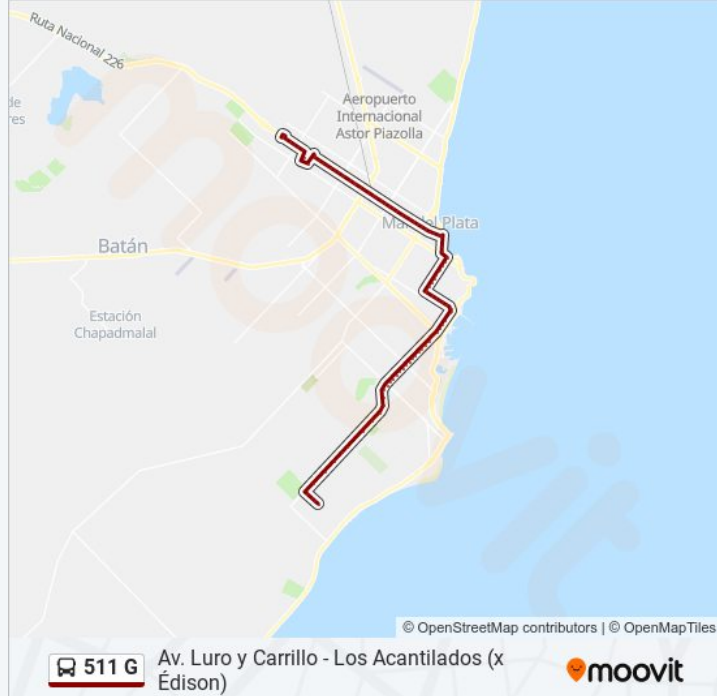 Ruta Nacional 226
de
res
Aeropuerto
Internacional
Astor Piazolla
Mar del Plata
Batán
Estación
Chapadmalal
moovit
© OpenStreetMap contributors | © OpenMapTiles
511 G
Av. Luro y Carrillo - Los Acantilados (x
Édison)
moovit